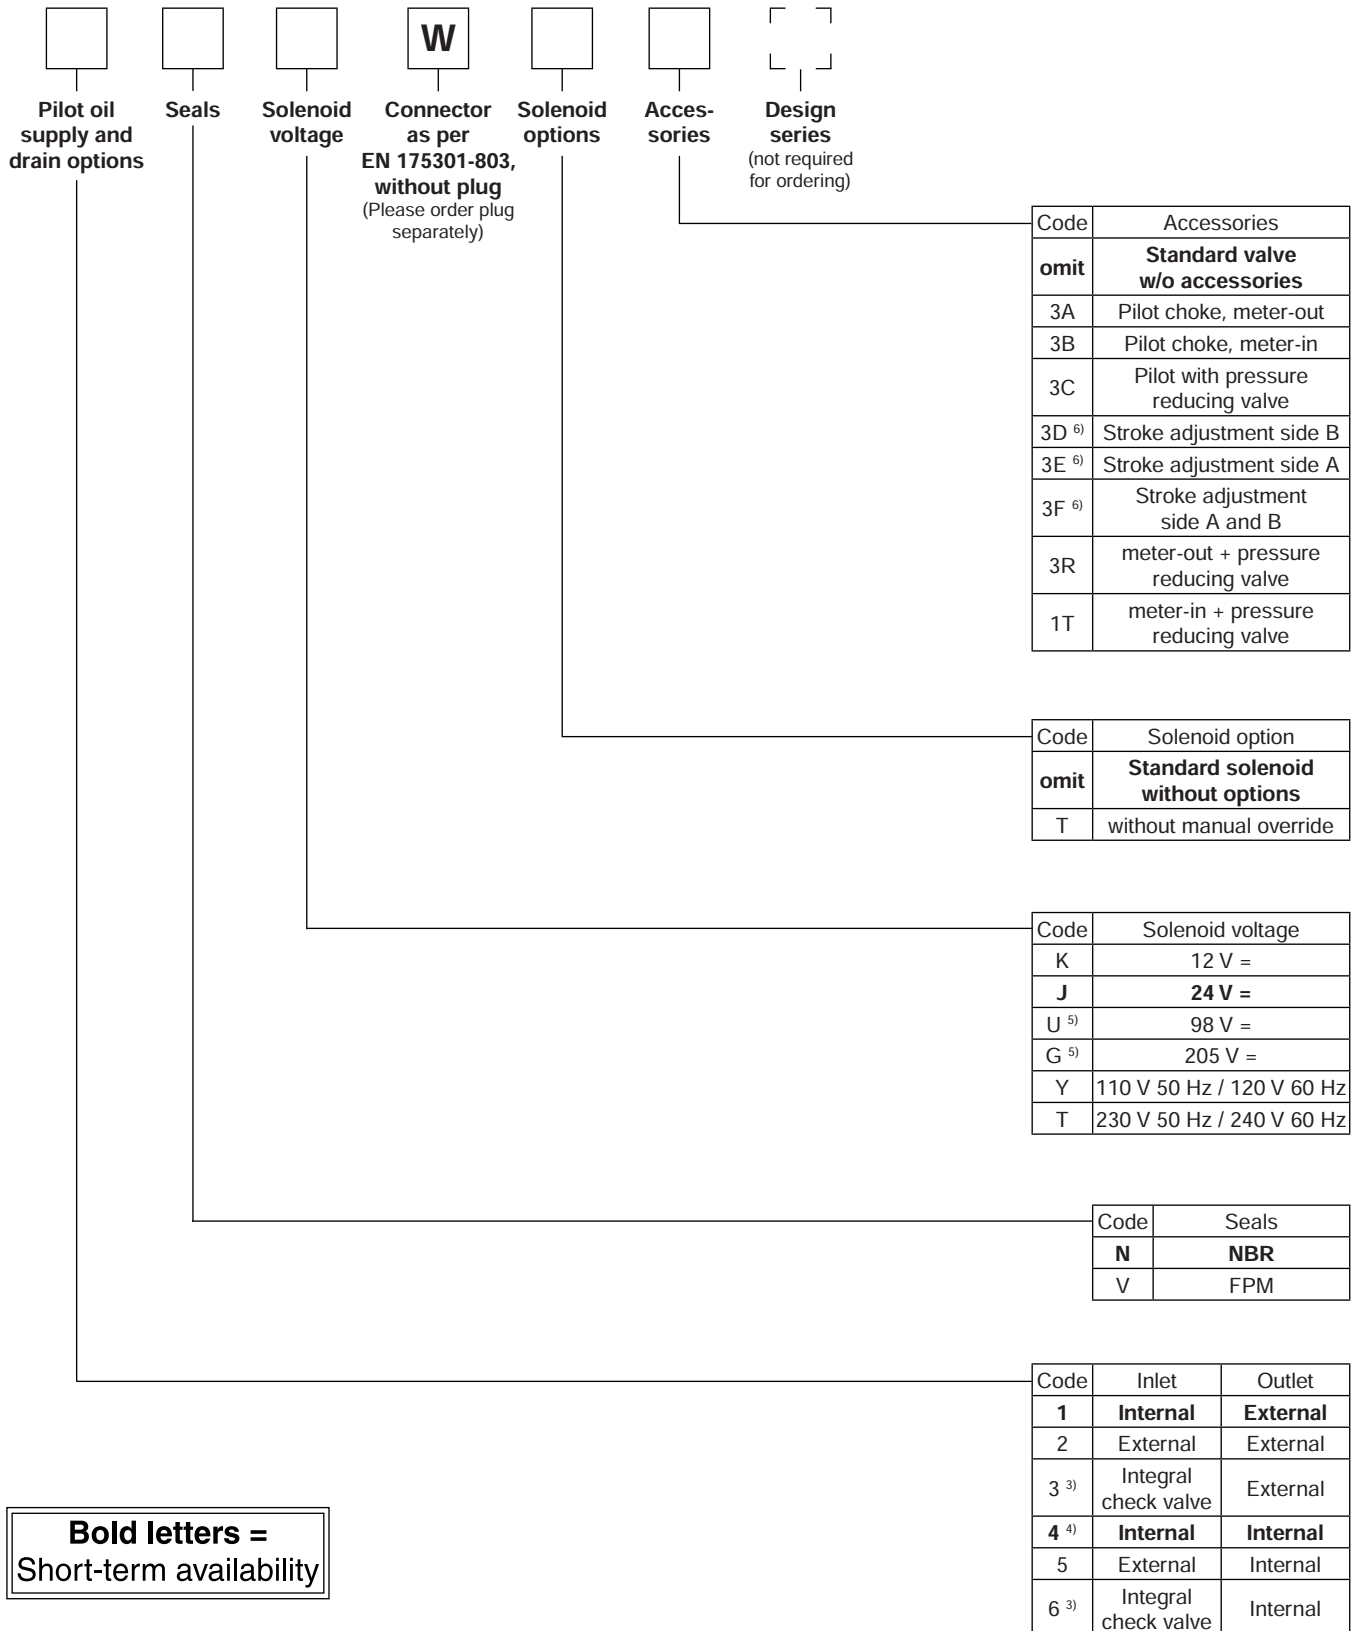 W
Pilot oil
supply and
drain options
Seals
Solenoid
voltage
Connector
as per
EN 175301-803,
without plug
(Please order plug
separately)
Solenoid
options
Acces-
sories
Design
series
(not required
for ordering)
Code Accessories
omit Standard valve
w/o accessories
3A Pilot choke, meter-out
3B Pilot choke, meter-in
3C Pilot with pressure
reducing valve
3D 6) Stroke adjustment side B
3E 6) Stroke adjustment side A
3F 6) Stroke adjustment
side A and B
3R meter-out + pressure
reducing valve
1T meter-in + pressure
reducing valve
Code Solenoid option
omit Standard solenoid
without options
T without manual override
Code Solenoid voltage
K 12 V =
J 24 V =
U 5) 98 V =
G 5) 205 V =
Y 110 V 50 Hz / 120 V 60 Hz
T 230 V 50 Hz / 240 V 60 Hz
Code Seals
N NBR
V FPM
Code Inlet Outlet
1 Internal External
2 External External
3 3) Integral
check valve External
4 4) Internal Internal
5 External Internal
6 3) Integral
check valve Internal
Bold letters =
Short-term availability